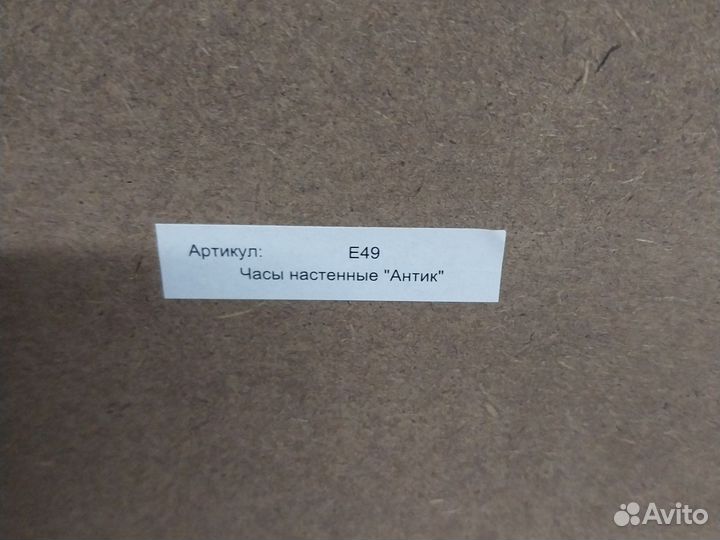 Артикул: E49
Часы настенные "Антик"
Avito